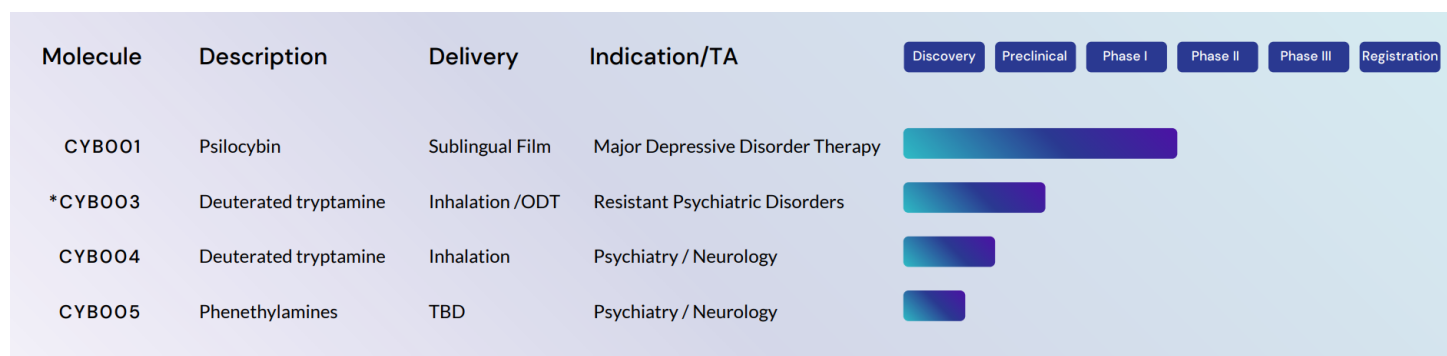 Molecule Description Delivery Indication/TA Discovery Preclinical Phase I Phase II Phase III Registration
CYB001 Psilocybin Sublingual Film Major Depressive Disorder Therapy
*CYB003 Deuterated tryptamine Inhalation /ODT Resistant Psychiatric Disorders
CYB004 Deuterated tryptamine Inhalation Psychiatry / Neurology
CYB005 Phenethylamines TBD Psychiatry / Neurology